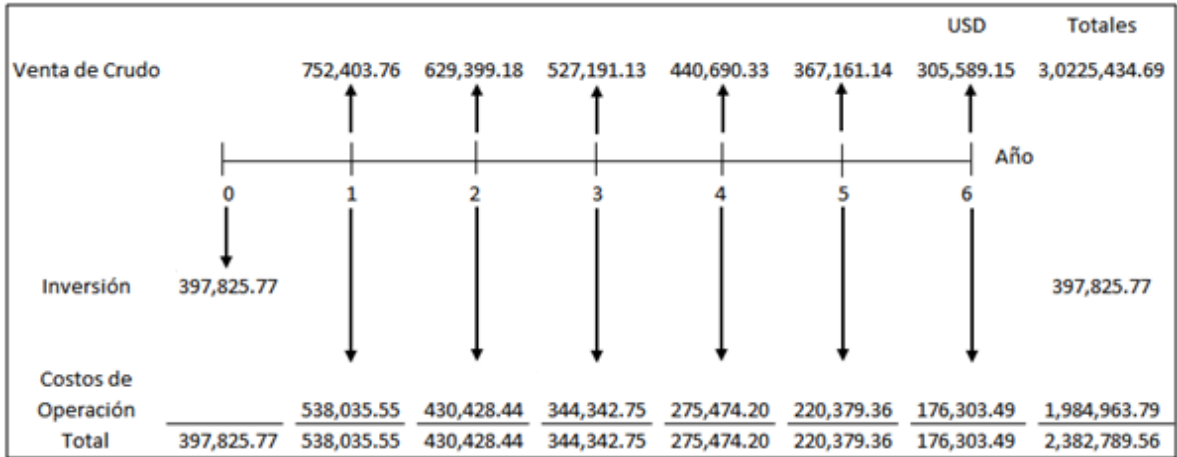 USD Totales
Venta de Crudo 752,403.76 629,399.18 527,191.13 440,690.33 367,161.14 305,589.15 3,0225,434.69
Año
0 1 2 3 4 5 6
Inversión 397,825.77 397,825.77
Costos de
Operación 538,035.55 430,428.44 344,342.75 275,474.20 220,379.36 176,303.49 1,984,963.79
Total 397,825.77 538,035.55 430,428.44 344,342.75 275,474.20 220,379.36 176,303.49 2,382,789.56